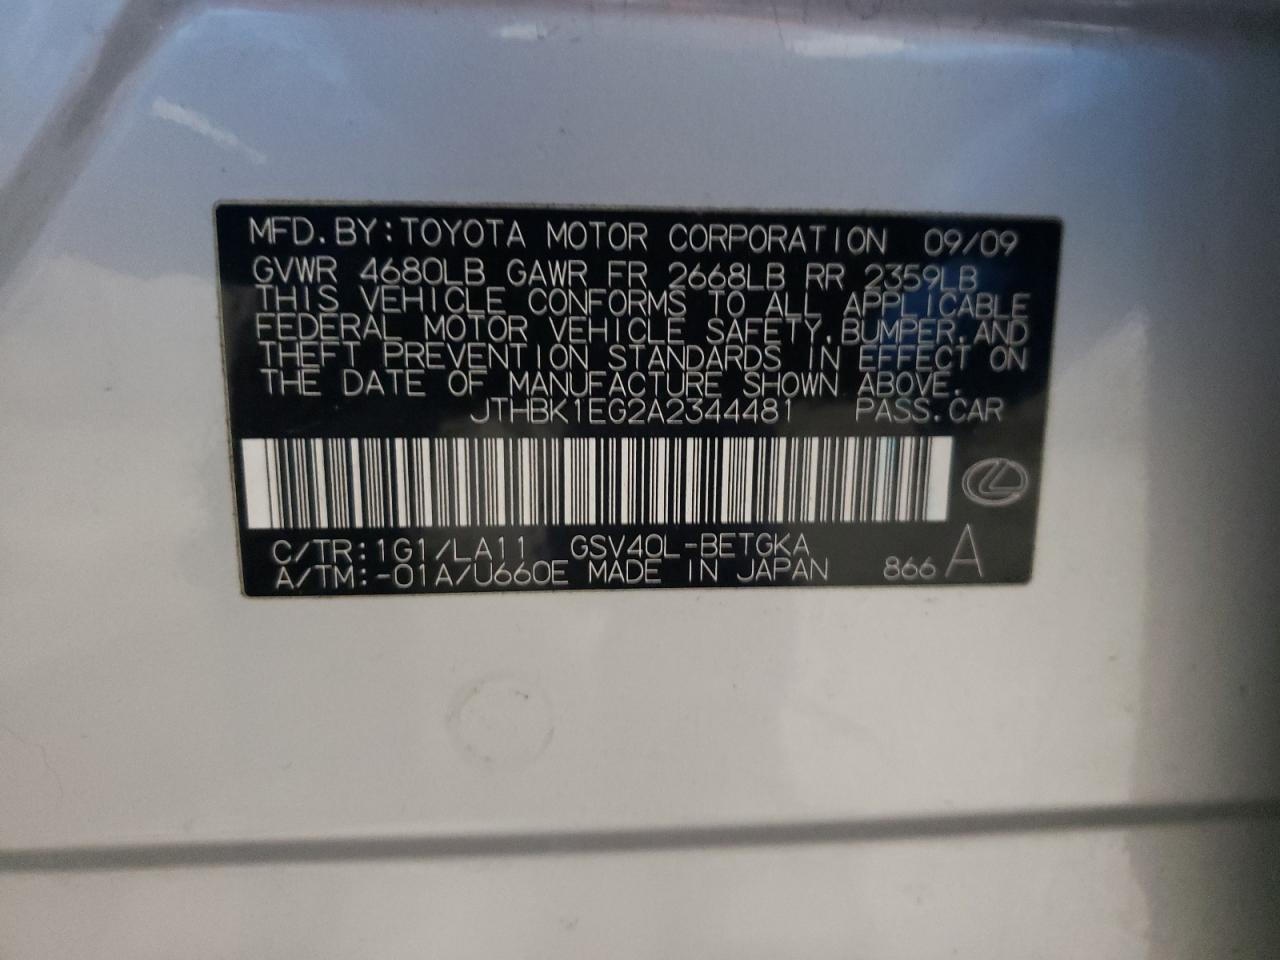 MFD.BY:TOYOTA MOTOR CORPORATION 09/09
GVWR 4680LB GAWR FR 2668LB RR 2359LB
THIS VEHICLE CONFORMS TO ALL APPLICABLE
FEDERAL MOTOR VEHICLE SAFETY,BUMPER,AND
THEFT PREVENTION STANDARDS IN EFFECT ON
THE DATE OF MANUFACTURE SHOWN ABOVE.
JTHBK1EG2A2344481 PASS.CAR
C/TR:1G1/LA11 GSV40L-BETGKA
A/TM:-01A/U660E MADE IN JAPAN 866 A